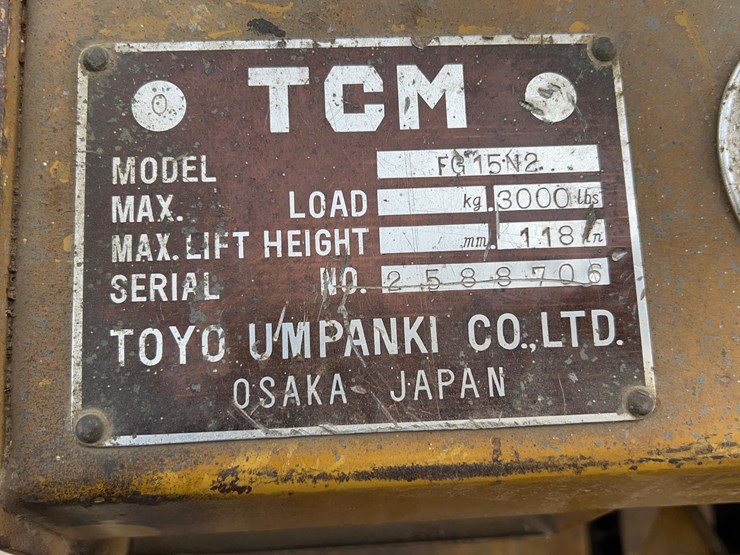 TCM
MODEL FG15N2
MAX. LOAD kg. 3000 lbs
MAX. LIFT HEIGHT mm. 118 in
SERIAL NO. 2588706
TOYO UMPANKI CO., LTD.
OSAKA JAPAN